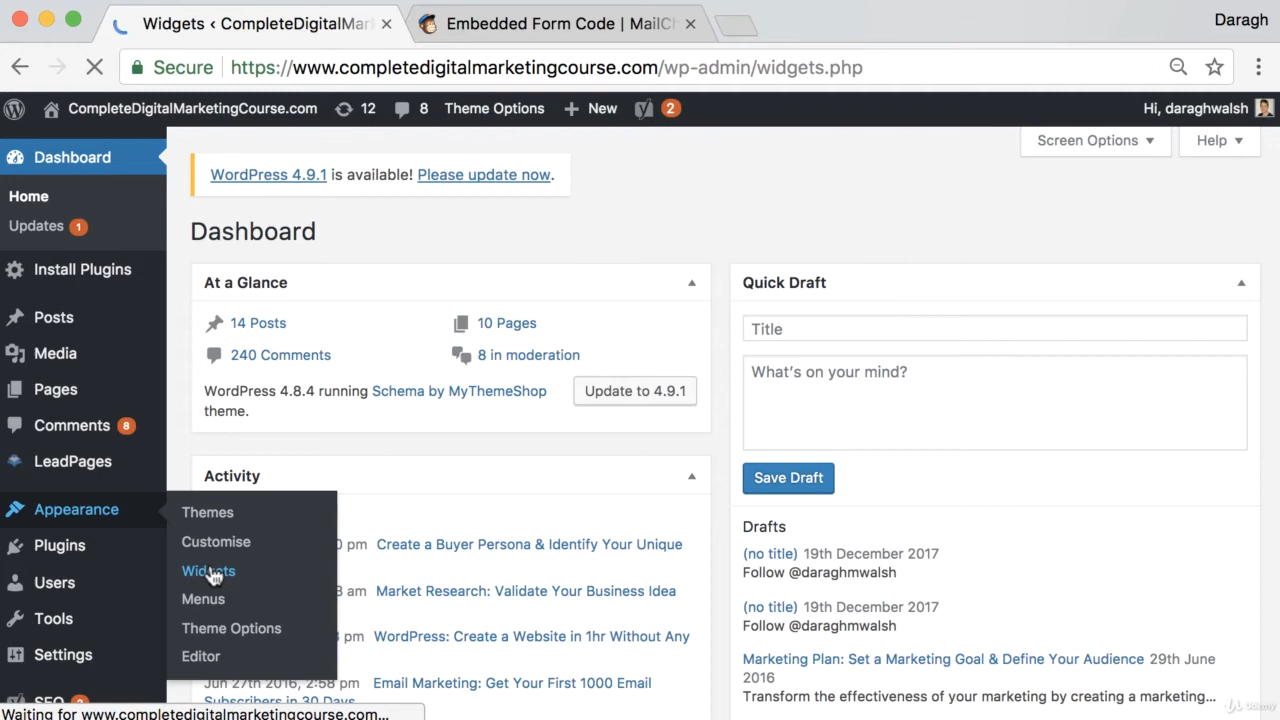 Widgets ‹ CompleteDigitalMark
Embedded Form Code | MailCh
Daragh
Secure
https://www.completedigitalmarketingcourse.com/wp-admin/widgets.php
CompleteDigitalMarketingCourse.com
12
8
Theme Options
New
2
Hi, daraghwalsh
Dashboard
Home
Updates 1
Install Plugins
Posts
Media
Pages
Comments 8
LeadPages
Appearance
Plugins
Users
Tools
Settings
SEO
Themes
Customise
Widgets
Menus
Theme Options
Editor
Screen Options
Help
WordPress 4.9.1 is available! Please update now.
Dashboard
At a Glance
14 Posts
10 Pages
240 Comments
8 in moderation
WordPress 4.8.4 running Schema by MyThemeShop
theme.
Update to 4.9.1
Activity
0 pm Create a Buyer Persona & Identify Your Unique
3 am Market Research: Validate Your Business Idea
pm WordPress: Create a Website in 1hr Without Any
Jun 27th 2016, 2:58 pm Email Marketing: Get Your First 1000 Email
Subscribers in 30 Days
Quick Draft
Title
What's on your mind?
Save Draft
Drafts
(no title) 19th December 2017
Follow @daraghmwalsh
(no title) 19th December 2017
Follow @daraghmwalsh
Marketing Plan: Set a Marketing Goal & Define Your Audience 29th June
2016
Transform the effectiveness of your marketing by creating a marketing…
Waiting for www.completedigitalmarketingcourse.com...
Udemy